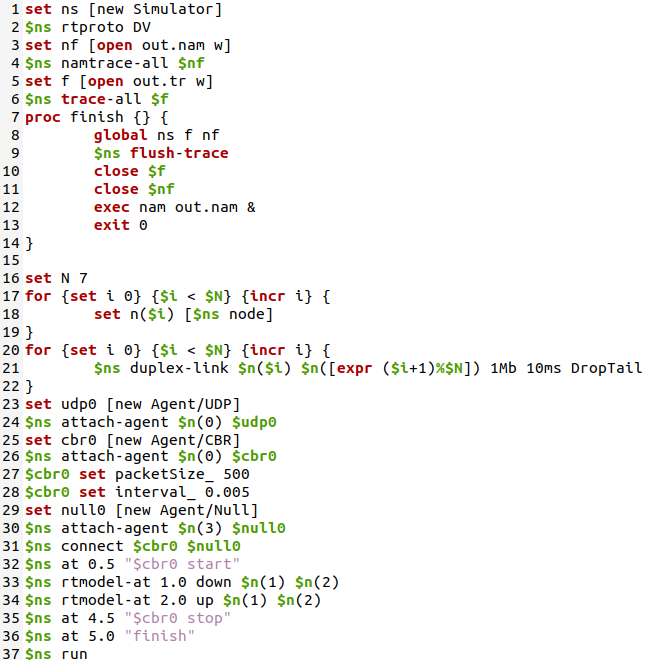 1 set ns [new Simulator]
2 $ns rtproto DV
3 set nf [open out.nam w]
4 $ns namtrace-all $nf
5 set f [open out.tr w]
6 $ns trace-all $f
7 proc finish {} {
8         global ns f nf
9         $ns flush-trace
10         close $f
11         close $nf
12         exec nam out.nam &
13         exit 0
14 }
15
16 set N 7
17 for {set i 0} {$i < $N} {incr i} {
18         set n($i) [$ns node]
19 }
20 for {set i 0} {$i < $N} {incr i} {
21         $ns duplex-link $n($i) $n([expr ($i+1)%$N]) 1Mb 10ms DropTail
22 }
23 set udp0 [new Agent/UDP]
24 $ns attach-agent $n(0) $udp0
25 set cbr0 [new Agent/CBR]
26 $ns attach-agent $n(0) $cbr0
27 $cbr0 set packetSize_ 500
28 $cbr0 set interval_ 0.005
29 set null0 [new Agent/Null]
30 $ns attach-agent $n(3) $null0
31 $ns connect $cbr0 $null0
32 $ns at 0.5 "$cbr0 start"
33 $ns rtmodel-at 1.0 down $n(1) $n(2)
34 $ns rtmodel-at 2.0 up $n(1) $n(2)
35 $ns at 4.5 "$cbr0 stop"
36 $ns at 5.0 "finish"
37 $ns run